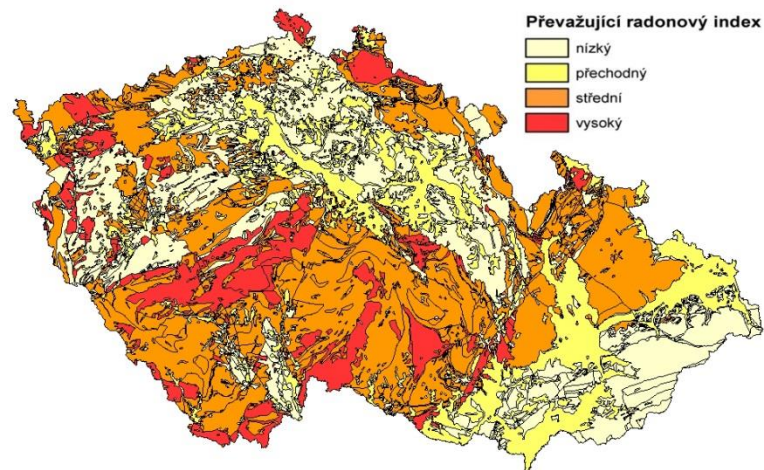 Převažující radonový index
nízký
přechodný
střední
vysoký